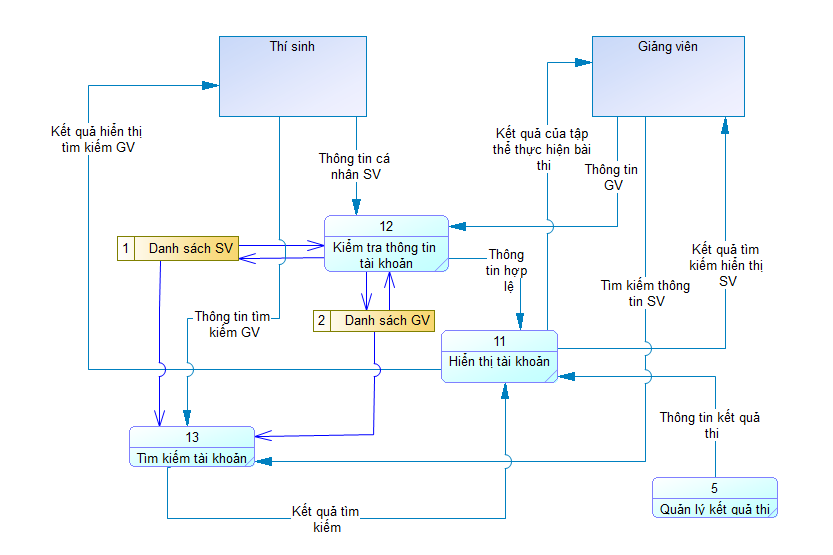 Thí sinh
Giảng viên
Kết quả hiển thị
tìm kiếm GV
Kết quả của tập
thể thực hiện bài
thi
Thông tin cá
nhân SV
Thông tin
GV
12
Kiểm tra thông tin
tài khoản
1 Danh sách SV
Thông
tin hợp
lệ
Kết quả tìm
kiếm hiển thị
SV
Tìm kiếm thông
tin SV
Thông tin tìm
kiếm GV
2 Danh sách GV
11
Hiển thị tài khoản
Thông tin kết quả
thi
13
Tìm kiếm tài khoản
5
Quản lý kết quả thi
Kết quả tìm
kiếm